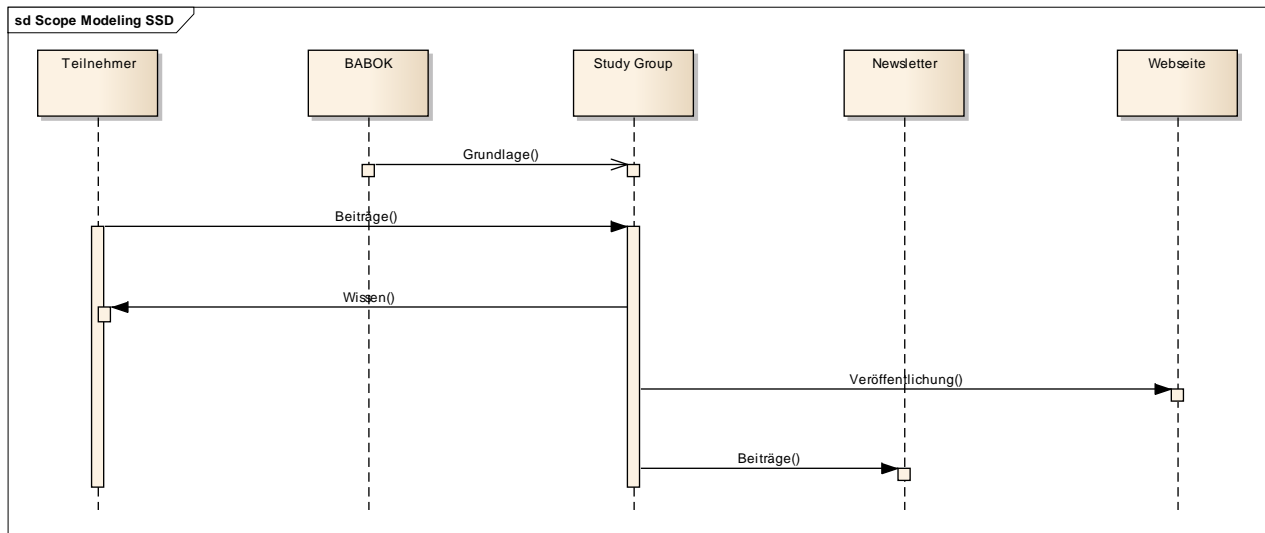 sd Scope Modeling SSD
Teilnehmer
BABOK
Study Group
Newsletter
Webseite
Grundlage()
Beiträge()
Wissen()
Veröffentlichung()
Beiträge()